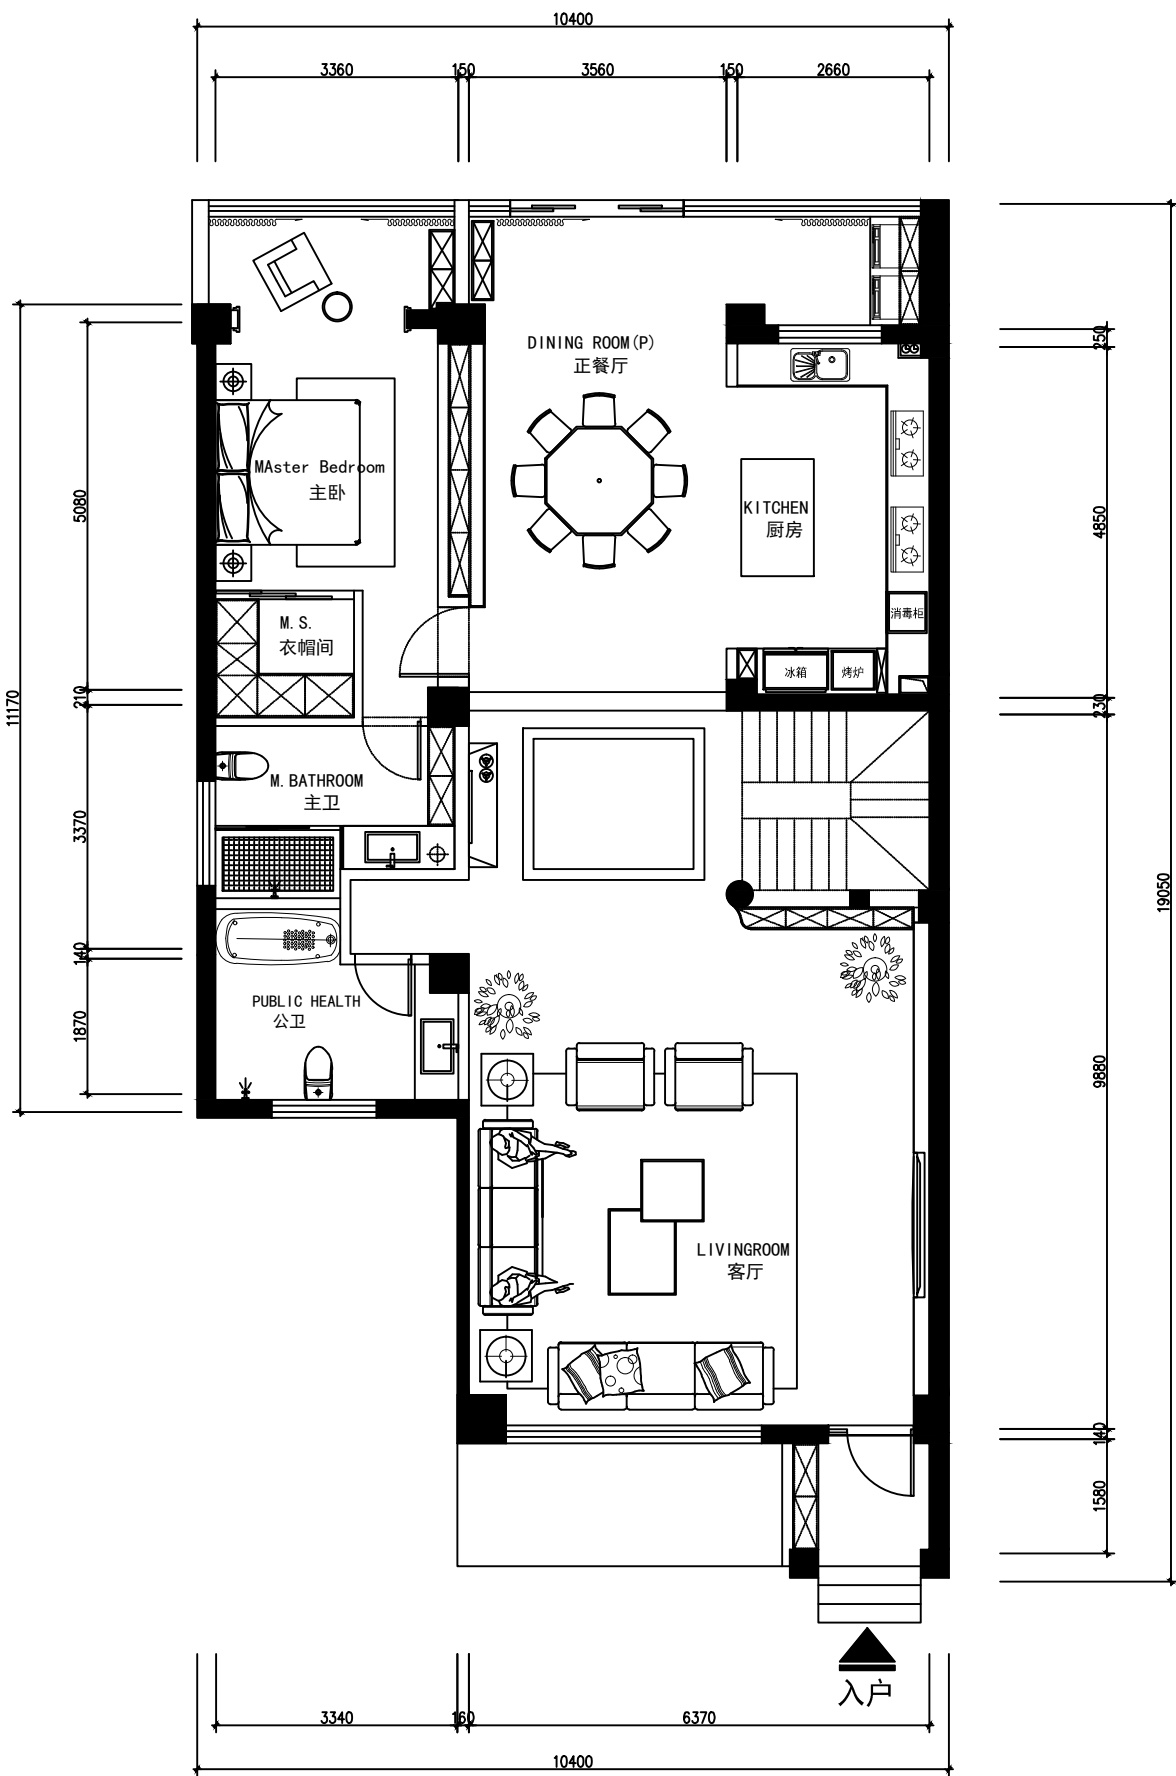 10400
3360
150
3560
150
2660
DINING ROOM(P)
正餐厅
MAster Bedroom
主卧
KITCHEN
厨房
消毒柜
M.S.
衣帽间
冰箱
烤炉
M.BATHROOM
主卫
PUBLIC HEALTH
公卫
LIVINGROOM
客厅
入户
11170
5080
210
3370
140
1870
250
4850
230
9880
140
1580
19050
3340
160
6370
10400